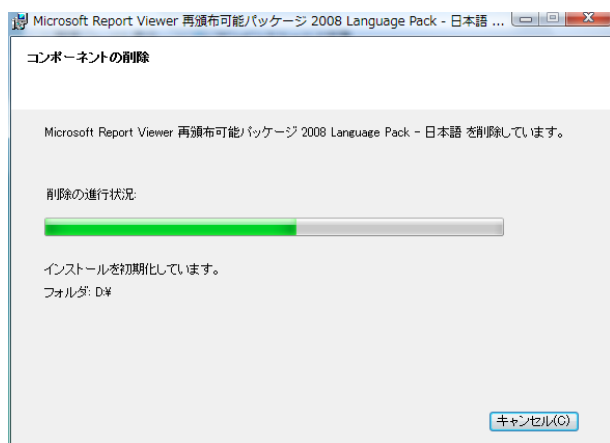 Microsoft Report Viewer 再頒布可能パッケージ 2008 Language Pack - 日本語 ...
コンポーネントの削除
Microsoft Report Viewer 再頒布可能パッケージ 2008 Language Pack - 日本語 を削除しています。
削除の進行状況:
インストールを初期化しています。
フォルダ: D:¥
キャンセル(C)